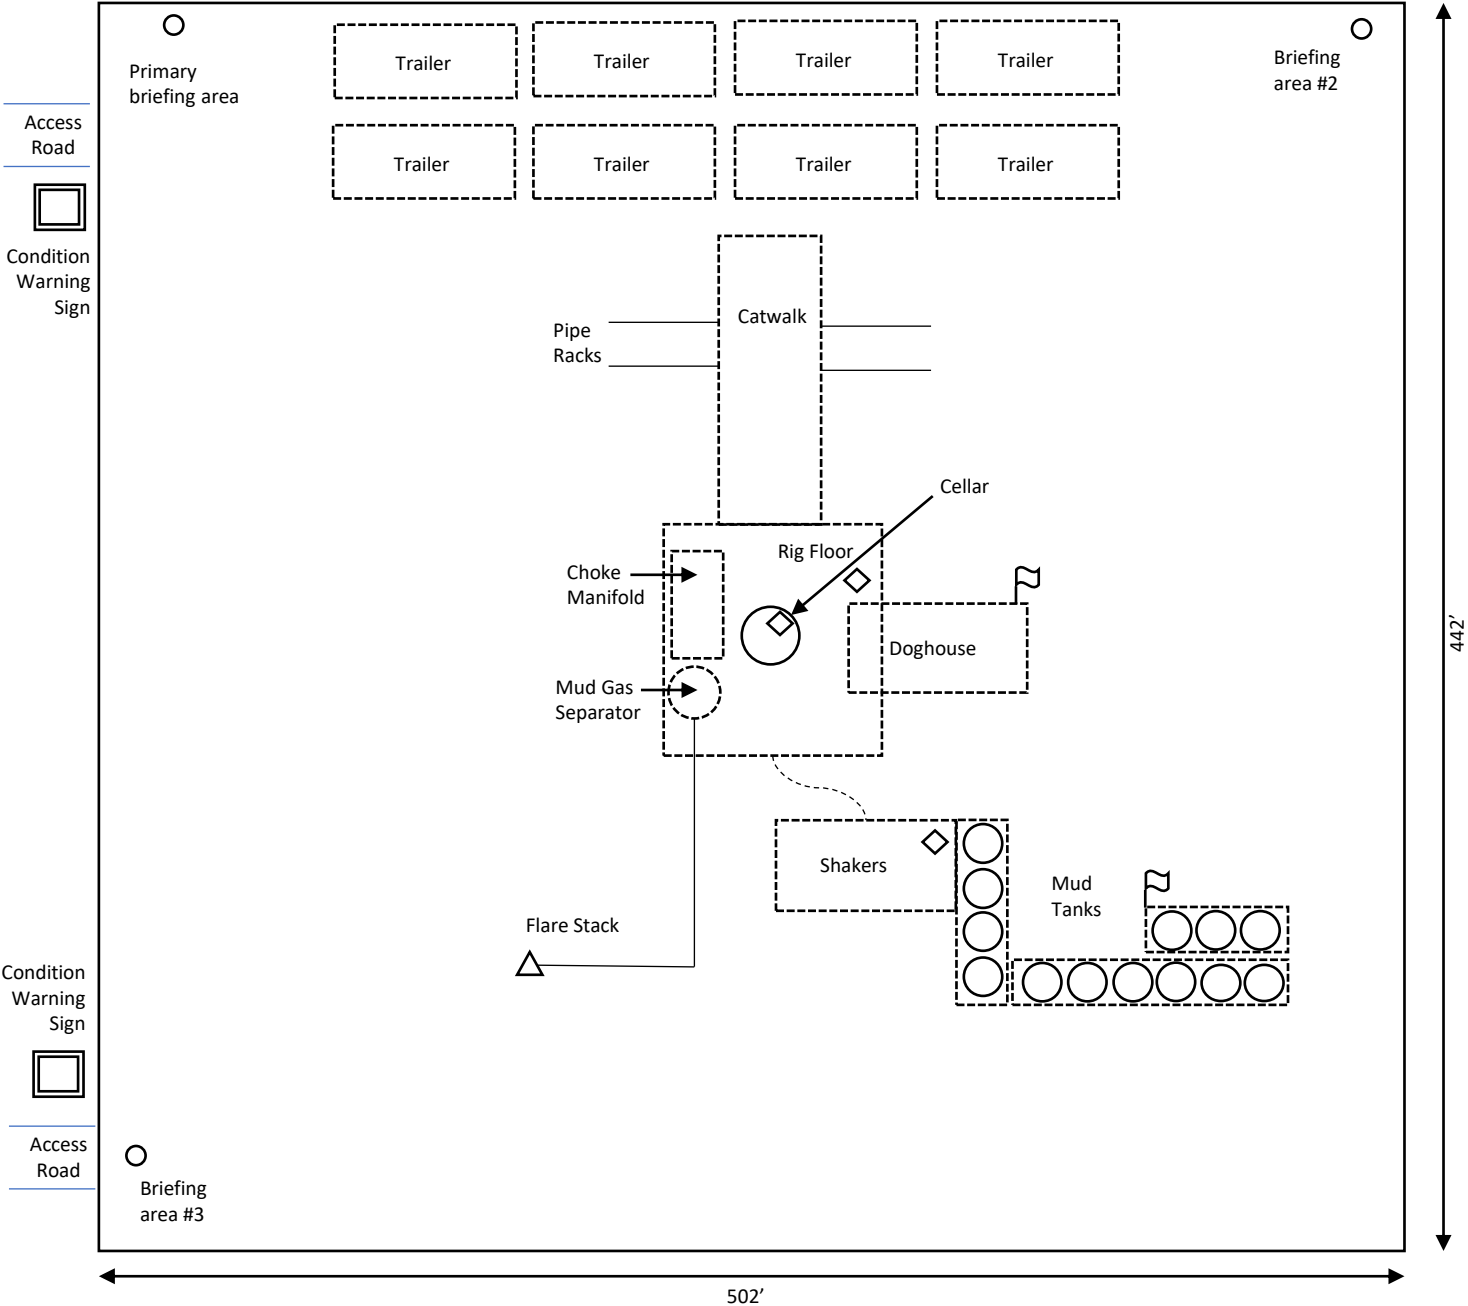 Primary
briefing area
Trailer
Trailer
Trailer
Trailer
Briefing
area #2
Access
Road
Trailer
Trailer
Trailer
Trailer
Condition
Warning
Sign
Pipe
Racks
Catwalk
Cellar
Rig Floor
Choke
Manifold
Doghouse
442'
Mud Gas
Separator
Shakers
Mud
Tanks
Flare Stack
Condition
Warning
Sign
Access
Road
Briefing
area #3
502'